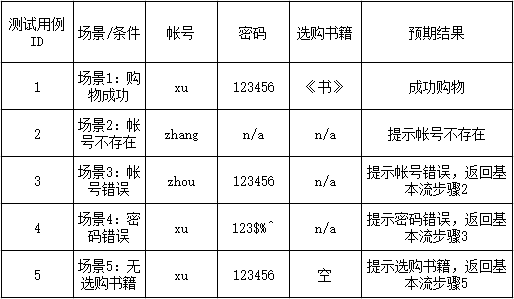 测试用例ID 场景/条件 帐号 密码 选购书籍 预期结果
1 场景1：购物成功 xu 123456 《书》 成功购物
2 场景2：帐号不存在 zhang n/a n/a 提示帐号不存在
3 场景3：帐号错误 zhou 123456 n/a 提示帐号错误，返回基本流步骤2
4 场景4：密码错误 xu 123$%^ n/a 提示密码错误，返回基本流步骤3
5 场景5：无选购书籍 xu 123456 空 提示选购书籍，返回基本流步骤5